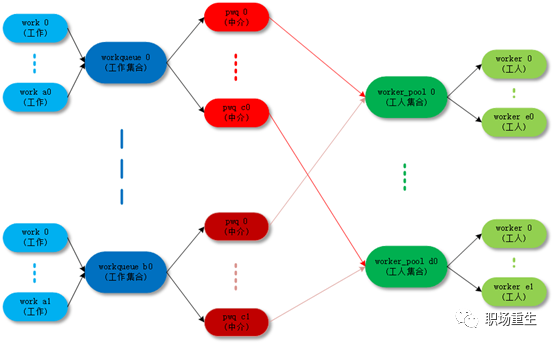 work 0
(工作)
work a0
(工作)
workqueue 0
(工作集合)
pwq 0
(中介)
pwq c0
(中介)
worker_pool 0
(工人集合)
worker 0
(工人)
worker e0
(工人)
work 0
(工作)
work a1
(工作)
workqueue b0
(工作集合)
pwq 0
(中介)
pwq c1
(中介)
worker_pool d0
(工人集合)
worker 0
(工人)
worker e1
(工人)
职场重生